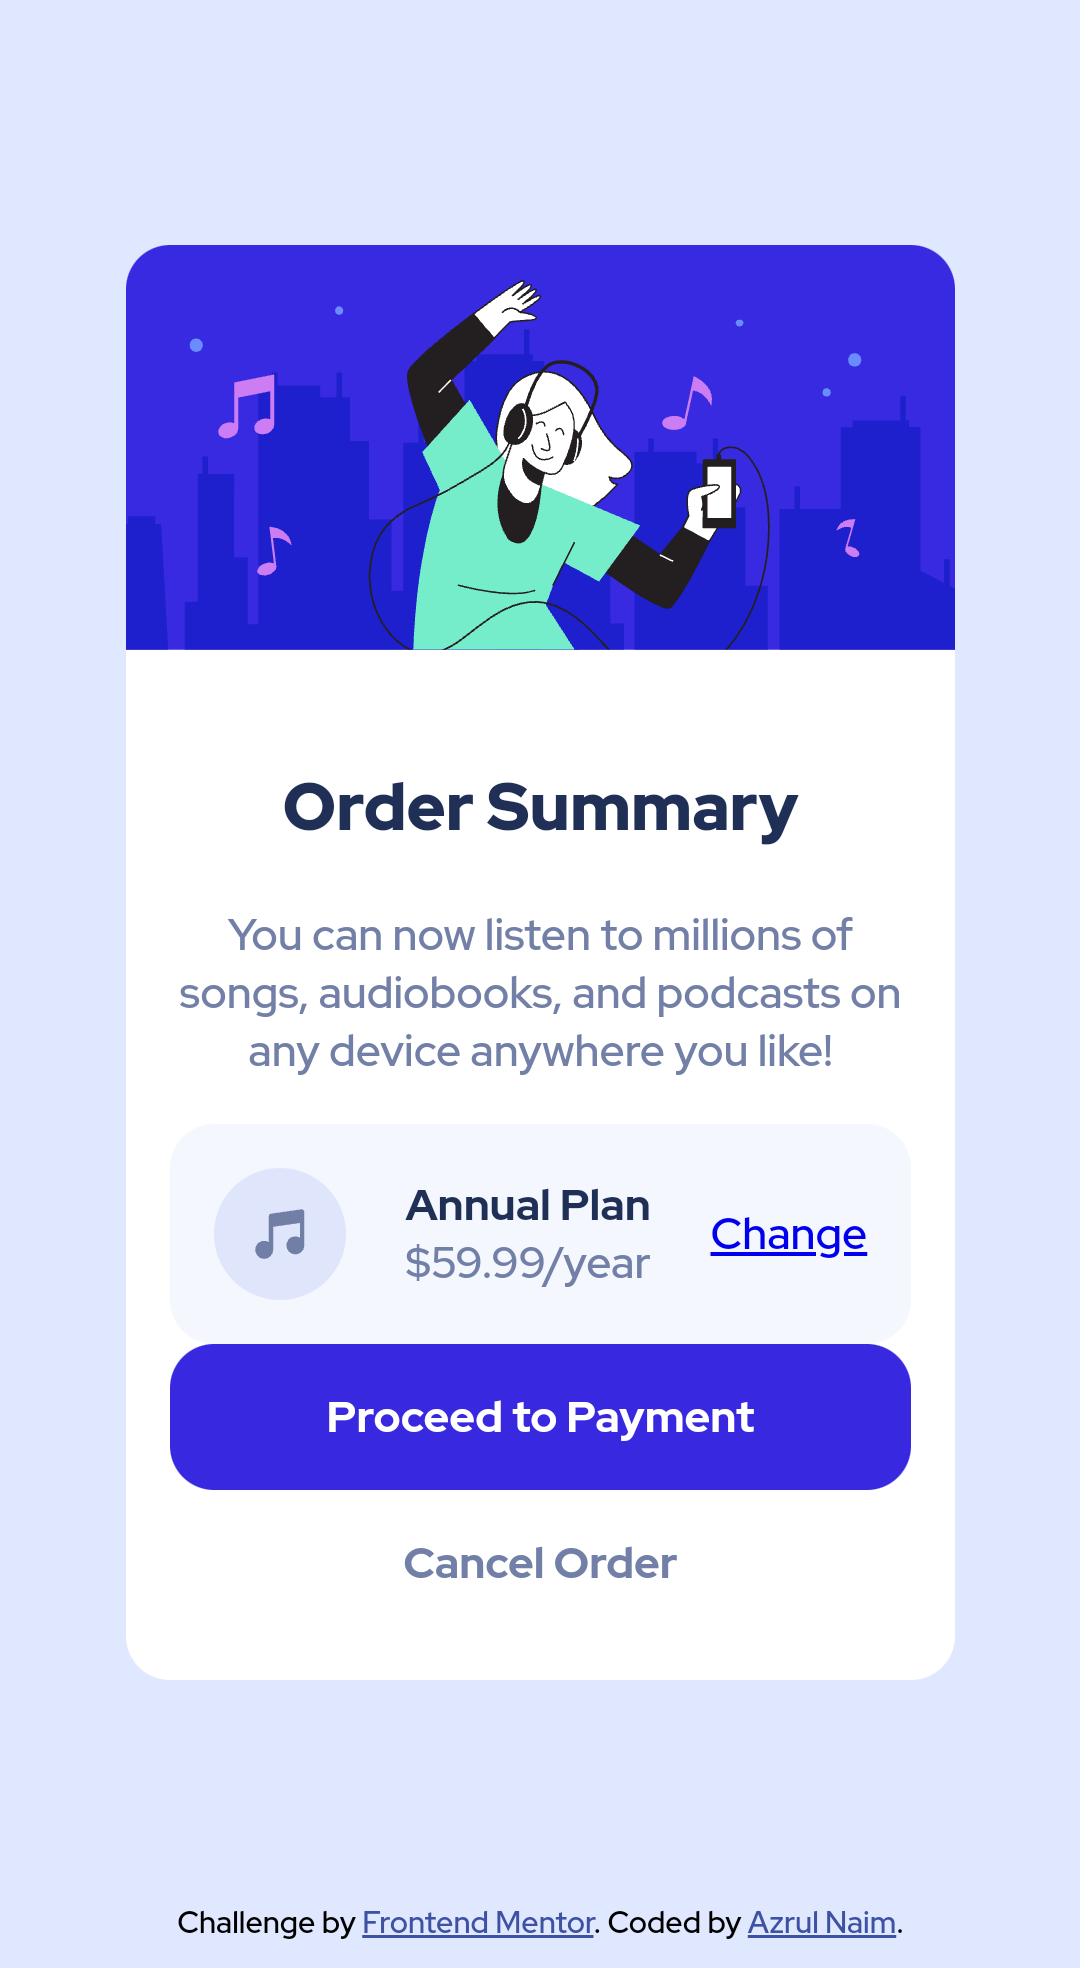 Order Summary
You can now listen to millions of
songs, audiobooks, and podcasts on
any device anywhere you like!
Annual Plan
$59.99/year
Change
Proceed to Payment
Cancel Order
Challenge by Frontend Mentor. Coded by Azrul Naim.